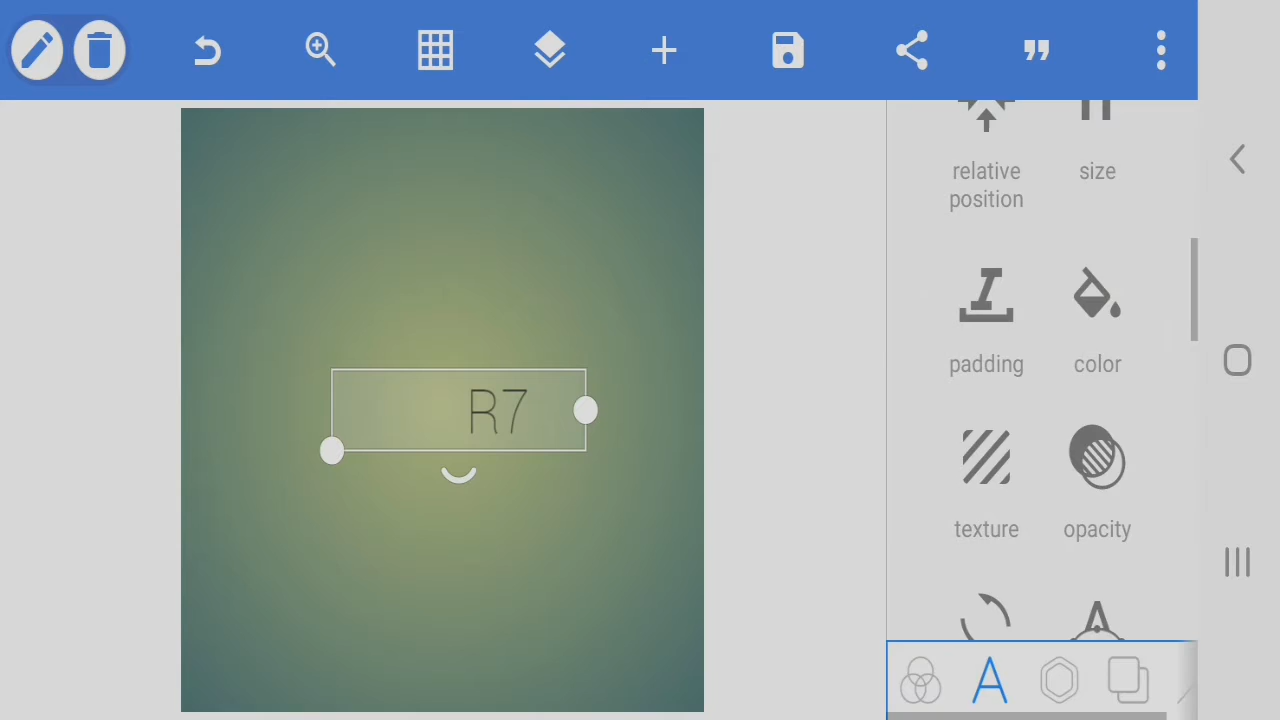 relative
position
size
R7
padding
color
texture
opacity